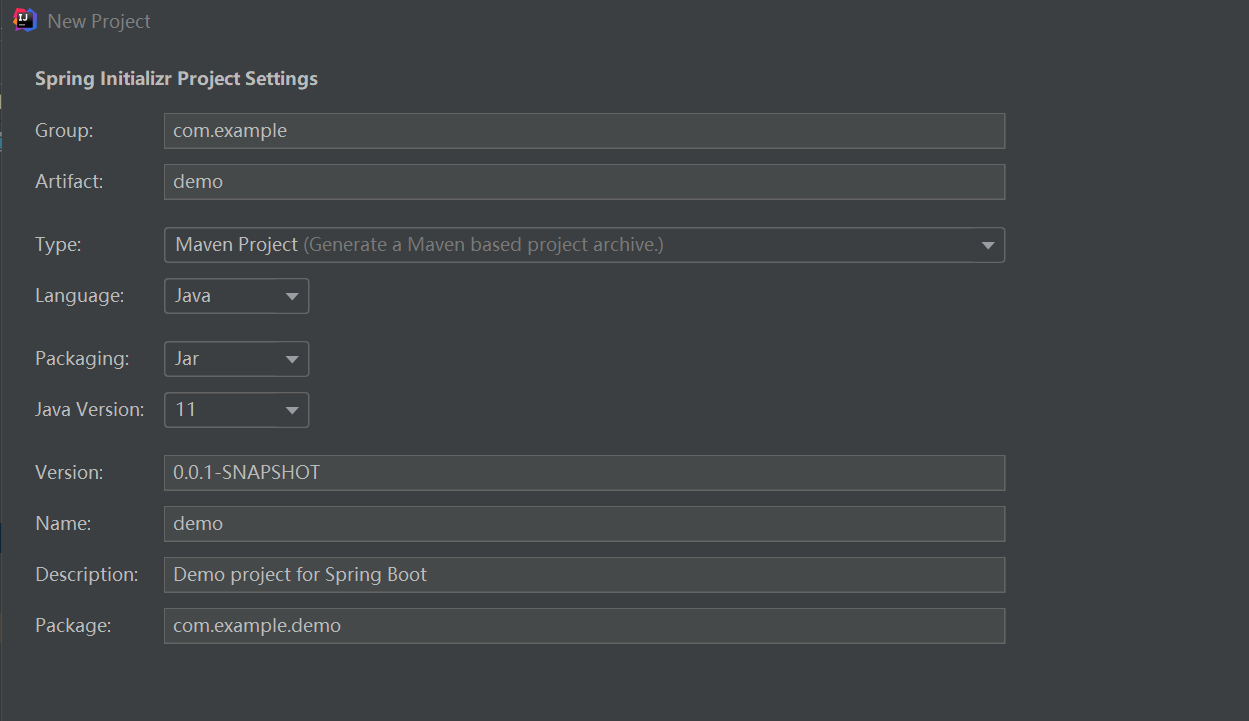 New Project
Spring Initializr Project Settings
Group: com.example
Artifact: demo
Type: Maven Project (Generate a Maven based project archive.)
Language: Java
Packaging: Jar
Java Version: 11
Version: 0.0.1-SNAPSHOT
Name: demo
Description: Demo project for Spring Boot
Package: com.example.demo